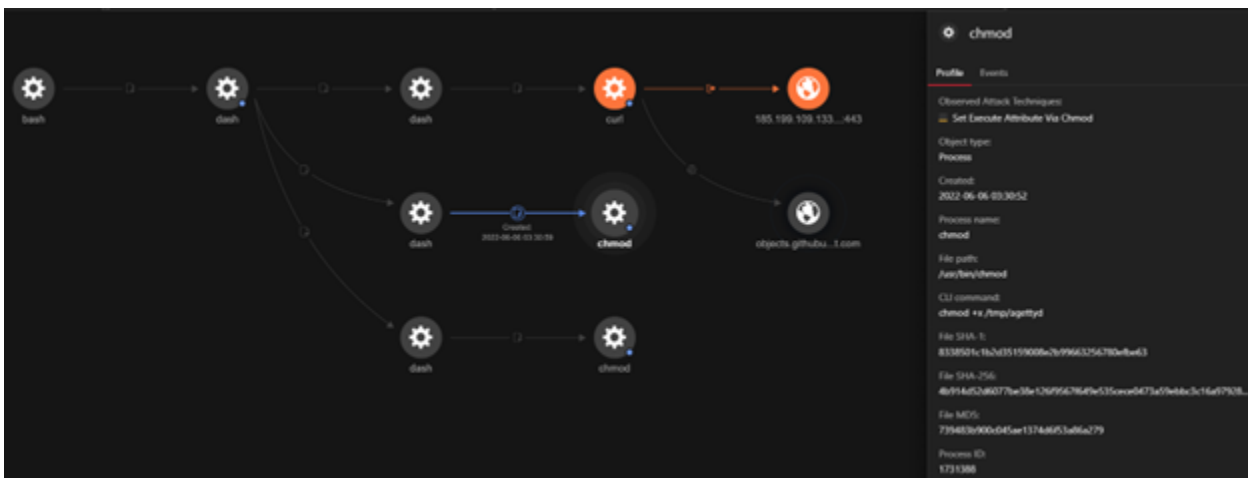 bash
dash
dash
curl
185.199.109.133...:443
dash
Created:
2022-06-06 03:30:59
chmod
objects.githubu...t.com
dash
chmod
chmod
Profile Events
Observed Attack Techniques:
Set Execute Attribute Via Chmod
Object type:
Process
Created:
2022-06-06 03:30:52
Process name:
chmod
File path:
/usr/bin/chmod
CLI command:
chmod +x /tmp/agettyd
File SHA-1:
File SHA-256:
File MD5:
Process ID:
1731388